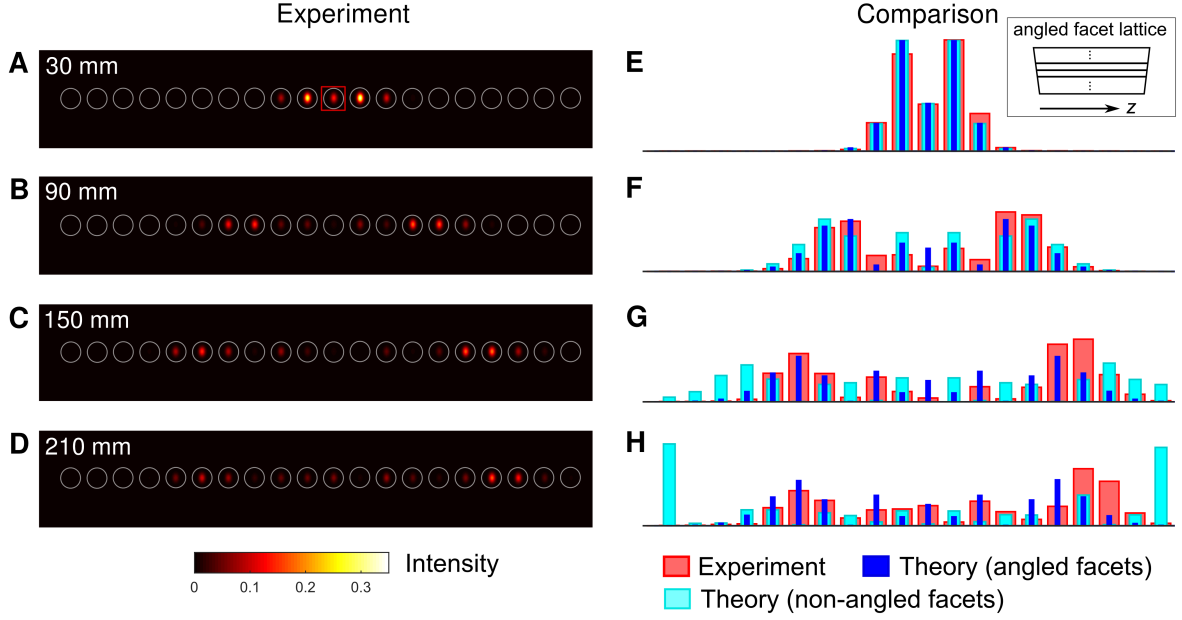 Experiment
Comparison
A
30 mm
E
angled facet lattice
z
B
90 mm
F
C
150 mm
G
D
210 mm
H
0
0.1
0.2
0.3
Intensity
Experiment
Theory (angled facets)
Theory (non-angled facets)